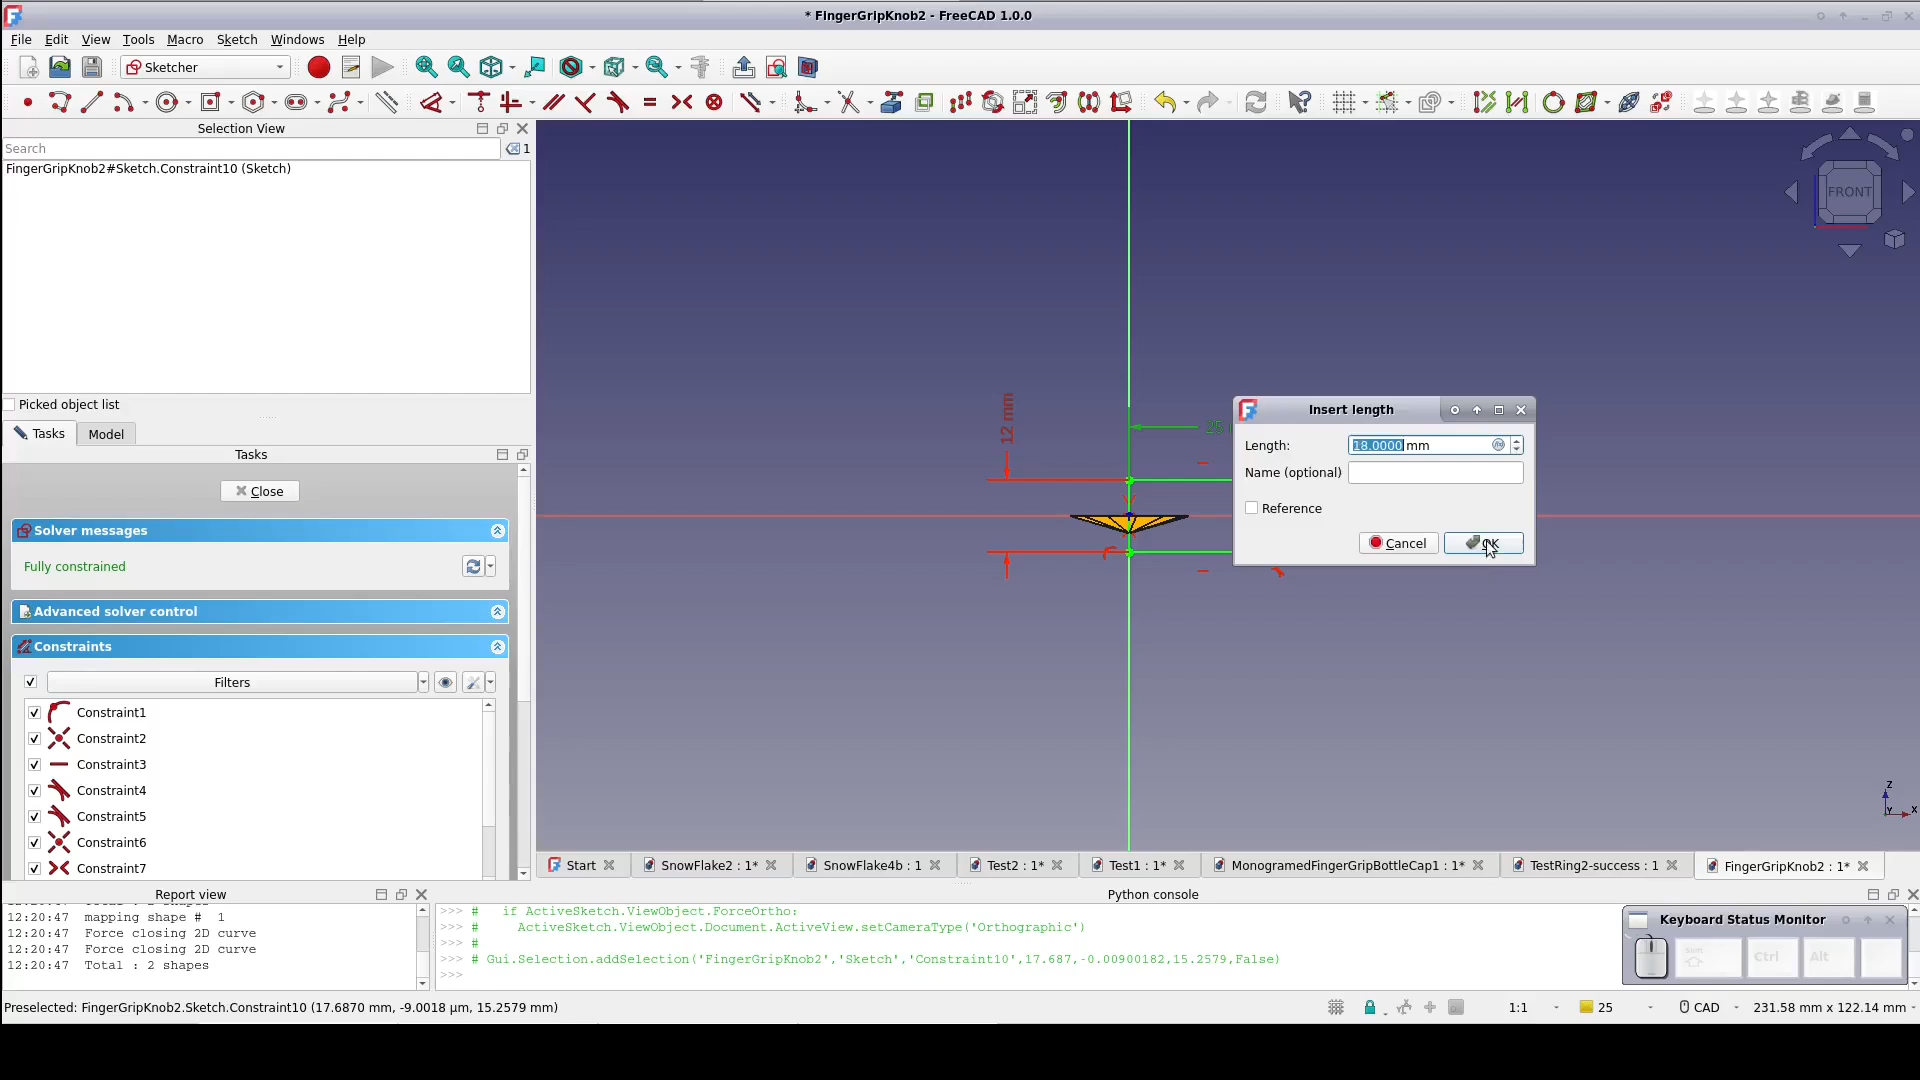 * FingerGripKnob2 - FreeCAD 1.0.0
File Edit View Tools Macro Sketch Windows Help
Sketcher
Selection View
Search
1
FingerGripKnob2#Sketch.Constraint10 (Sketch)
FRONT
Picked object list
Tasks
Model
Tasks
Close
Solver messages
Fully constrained
Advanced solver control
Constraints
Filters
Constraint1
Constraint2
Constraint3
Constraint4
Constraint5
Constraint6
Constraint7
12 mm
25
Insert length
Length: 18.0000 mm
Name (optional)
Reference
Cancel
OK
Z
Y
X
Start
SnowFlake2 : 1*
SnowFlake4b : 1
Test2 : 1*
Test1 : 1*
MonogramedFingerGripBottleCap1 : 1*
TestRing2-success : 1
FingerGripKnob2 : 1*
Report view
12:20:47 mapping shape # 1
12:20:47 Force closing 2D curve
12:20:47 Force closing 2D curve
12:20:47 Total : 2 shapes
Python console
>>> # if ActiveSketch.ViewObject.ForceOrtho:
>>> # ActiveSketch.ViewObject.Document.ActiveView.setCameraType('Orthographic')
>>> #
>>> # Gui.Selection.addSelection('FingerGripKnob2','Sketch','Constraint10',17.687,-0.00900182,15.2579,False)
>>>
Keyboard Status Monitor
Shift
Ctrl
Alt
Preselected: FingerGripKnob2.Sketch.Constraint10 (17.6870 mm, -9.0018 µm, 15.2579 mm)
1:1
25
CAD
231.58 mm x 122.14 mm